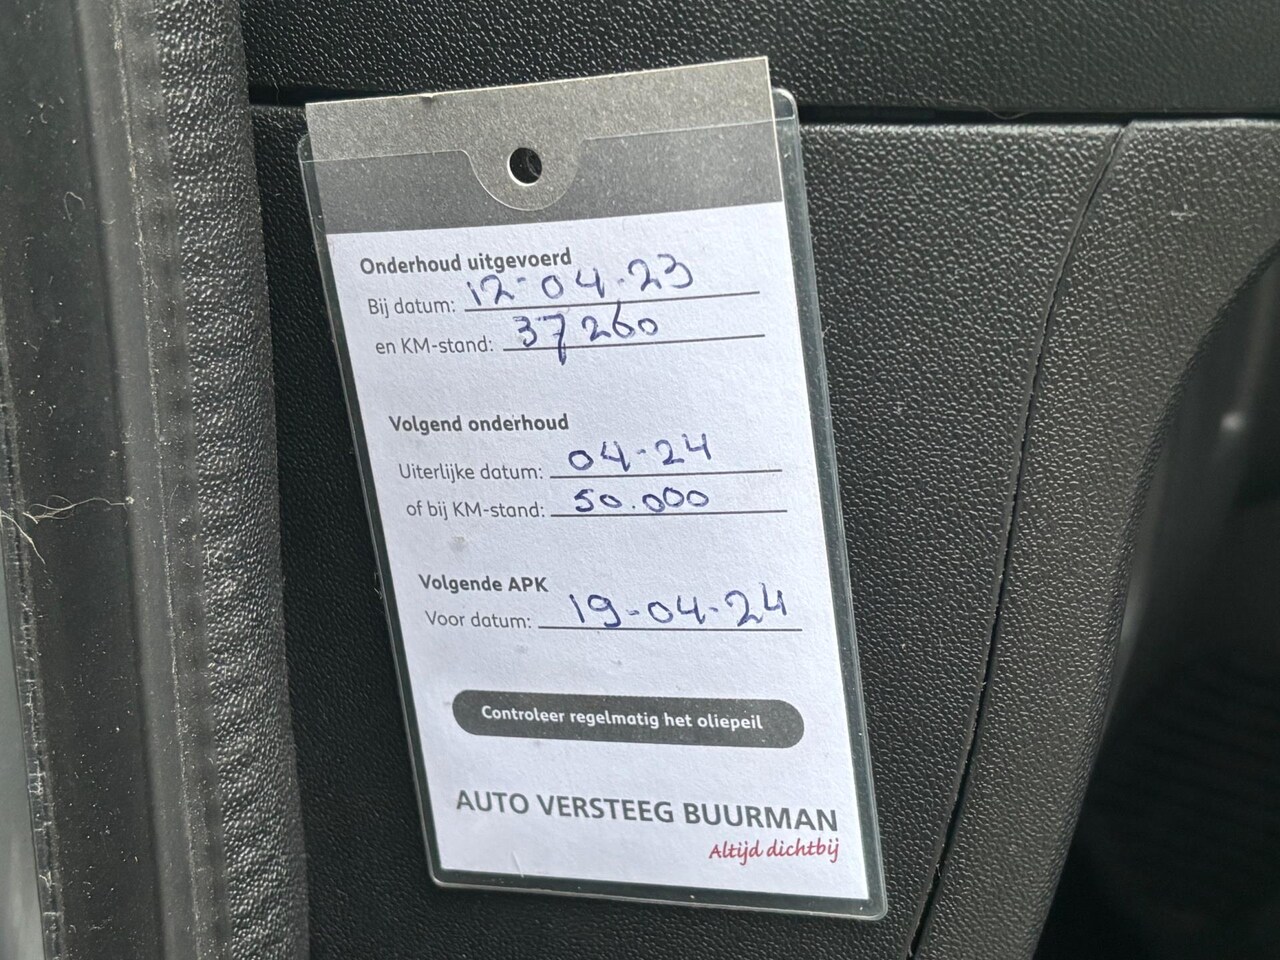 Onderhoud uitgevoerd
Bij datum: 12-04-23
en KM-stand: 37260
Volgend onderhoud
Uiterlijke datum: 04-24
of bij KM-stand: 50.000
Volgende APK
Voor datum: 19-04-24
Controleer regelmatig het oliepeil
AUTO VERSTEEG BUURMAN
Altijd dichtbij